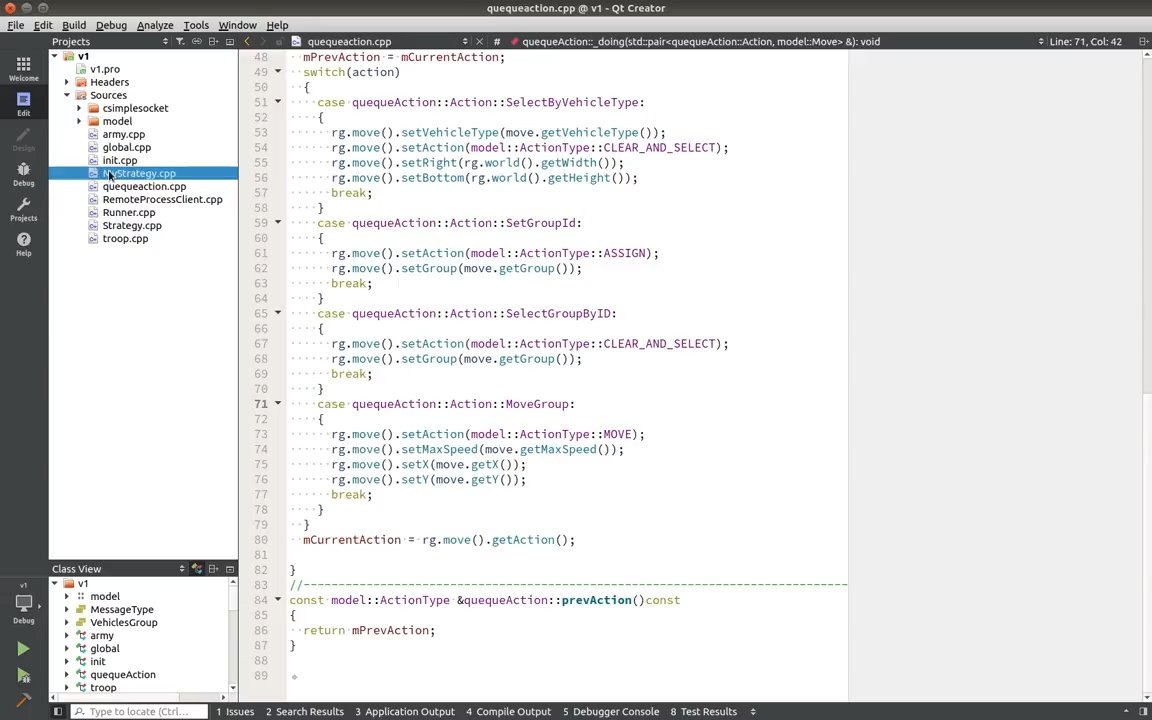 quequeaction.cpp @ v1 - Qt Creator
File Edit Build Debug Analyze Tools Window Help
Projects
quequeaction.cpp
# quequeAction::_doing(std::pair<quequeAction::Action, model::Move> &): void
Line: 71, Col: 42
Welcome
Edit
Design
Debug
Projects
Help
v1
Debug
v1
v1.pro
Headers
Sources
csimplesocket
model
army.cpp
global.cpp
init.cpp
MyStrategy.cpp
quequeaction.cpp
RemoteProcessClient.cpp
Runner.cpp
Strategy.cpp
troop.cpp
Class View
v1
model
MessageType
VehiclesGroup
army
global
init
quequeAction
troop
48 mPrevAction = mCurrentAction;
49 switch(action)
50 {
51 case quequeAction::Action::SelectByVehicleType:
52 {
53 rg.move().setVehicleType(move.getVehicleType());
54 rg.move().setAction(model::ActionType::CLEAR_AND_SELECT);
55 rg.move().setRight(rg.world().getWidth());
56 rg.move().setBottom(rg.world().getHeight());
57 break;
58 }
59 case quequeAction::Action::SetGroupId:
60 {
61 rg.move().setAction(model::ActionType::ASSIGN);
62 rg.move().setGroup(move.getGroup());
63 break;
64 }
65 case quequeAction::Action::SelectGroupByID:
66 {
67 rg.move().setAction(model::ActionType::CLEAR_AND_SELECT);
68 rg.move().setGroup(move.getGroup());
69 break;
70 }
71 case quequeAction::Action::MoveGroup:
72 {
73 rg.move().setAction(model::ActionType::MOVE);
74 rg.move().setMaxSpeed(move.getMaxSpeed());
75 rg.move().setX(move.getX());
76 rg.move().setY(move.getY());
77 break;
78 }
79 }
80 mCurrentAction = rg.move().getAction();
81
82 }
83 //------------------------------------------------------------------------------
84 const model::ActionType &quequeAction::prevAction()const
85 {
86 return mPrevAction;
87 }
88
89
Type to locate (Ctrl...
1 Issues 2 Search Results 3 Application Output 4 Compile Output 5 Debugger Console 8 Test Results